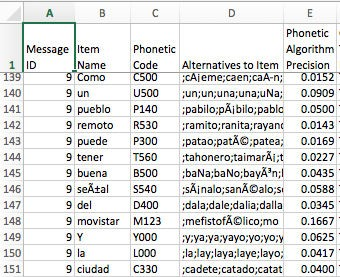 A B C D E
Phonetic
Message Item Phonetic Algorithm
1 ID Name Code Alternatives to Item Precision
139 9 Como C500 ;cÂ¡eme;caen;caÂ-n; 0.0152
140 9 un U500 ;un;una;una;uNa; 0.0909
141 9 pueblo P140 ;pabilo;pÃ¡bilo;pablo 0.0500
142 9 remoto R530 ;ramito;ranita;rayano 0.0143
143 9 puede P300 ;patao;patÃ©;patea; 0.0169
144 9 tener T560 ;tahonero;taimarÃ¡;t 0.0227
145 9 buena B500 ;baNa;baNo;bayÃ³n; 0.0435
146 9 seÃ±al S540 ;sÃ¡nalo;sanÃ©alo;s 0.0588
147 9 del D400 ;dala;dale;dalia;dalla 0.0345
148 9 movistar M123 ;mefistofÃ©lico;mo 0.1667
149 9 Y Y000 ;y;ya;ya;yayo;yo;yo;y 0.0625
150 9 la L000 ;la;lay;laya;laye;layo; 0.0417
151 9 ciudad C330 ;cadete;catado;catat 0.0400